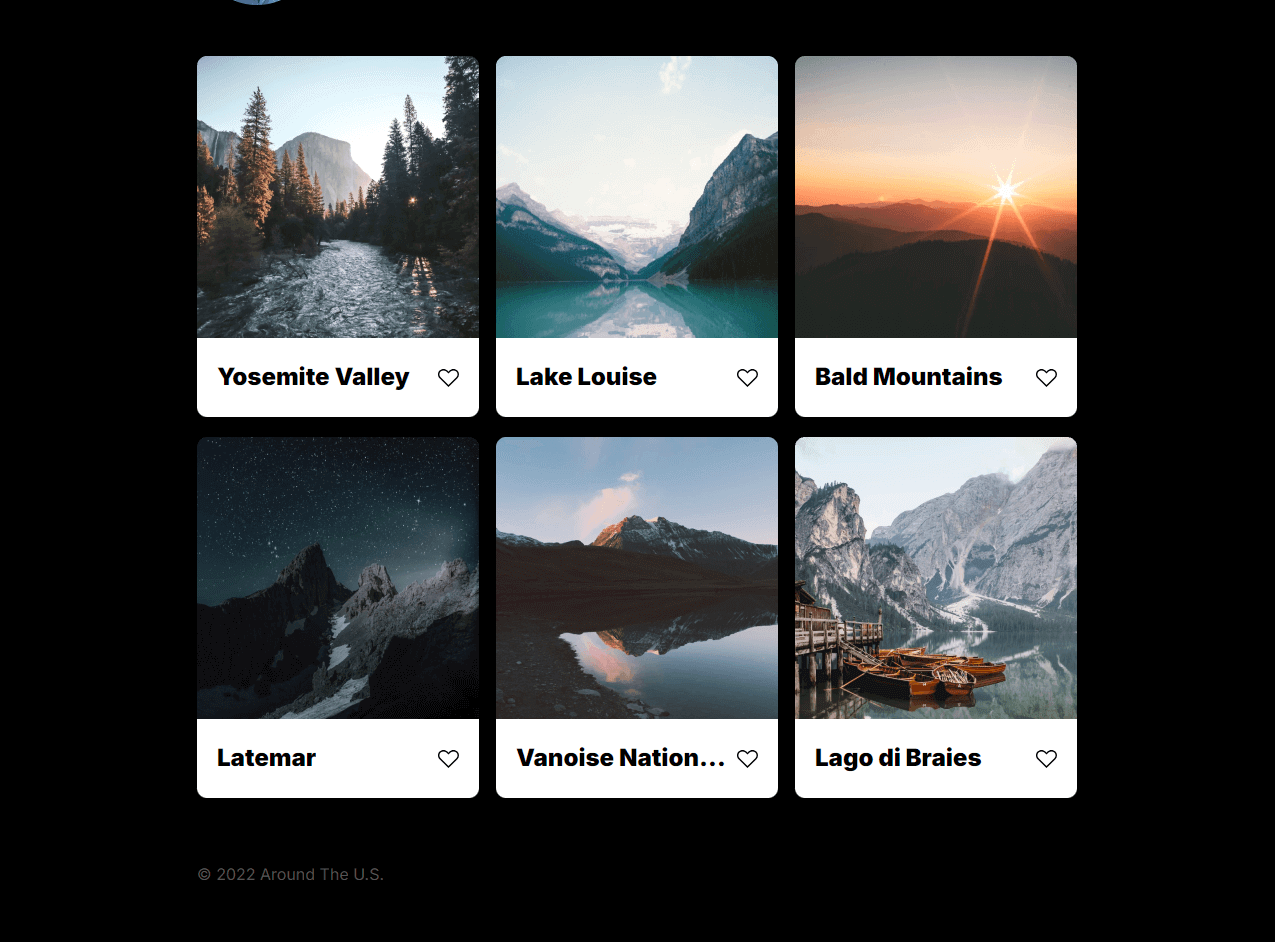 Yosemite Valley
Lake Louise
Bald Mountains
Latemar
Vanoise Nation...
Lago di Braies
© 2022 Around The U.S.